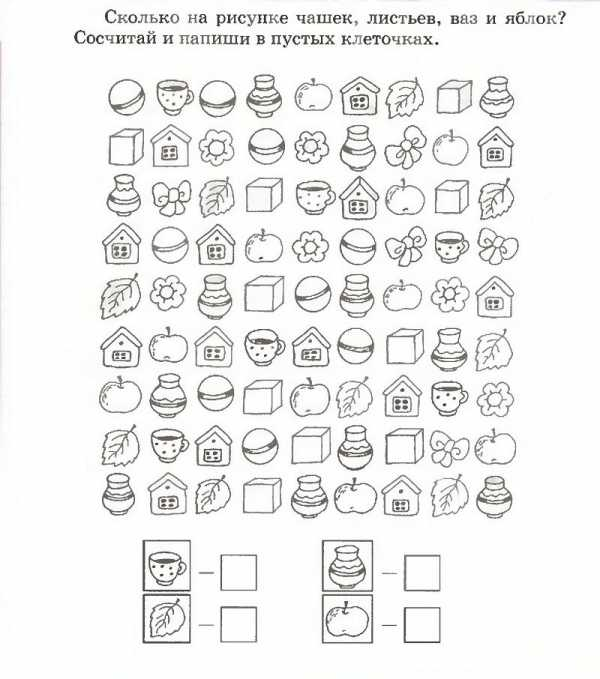 Сколько на рисунке чашек, листьев, ваз и яблок?
Сосчитай и напиши в пустых клеточках.